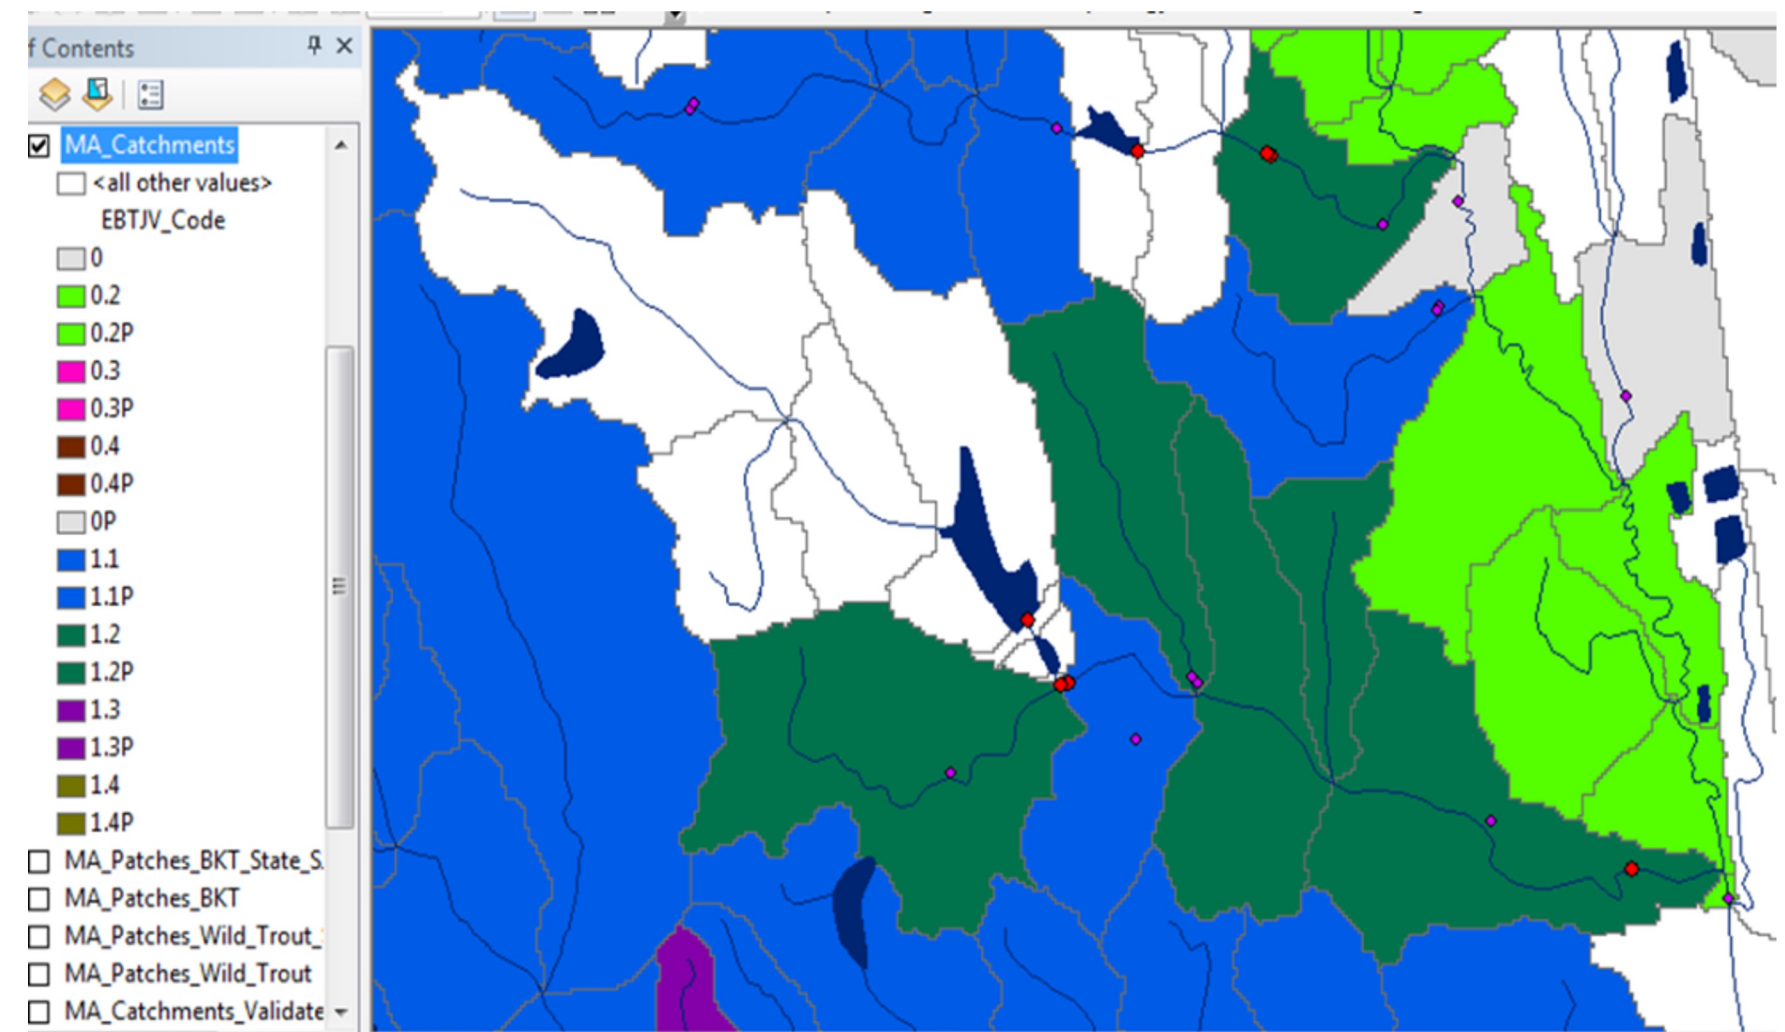 f Contents
MA_Catchments
<all other values>
EBTJV_Code
0
0.2
0.2P
0.3
0.3P
0.4
0.4P
0P
1.1
1.1P
1.2
1.2P
1.3
1.3P
1.4
1.4P
MA_Patches_BKT_State_S
MA_Patches_BKT
MA_Patches_Wild_Trout_
MA_Patches_Wild_Trout
MA_Catchments_Validate